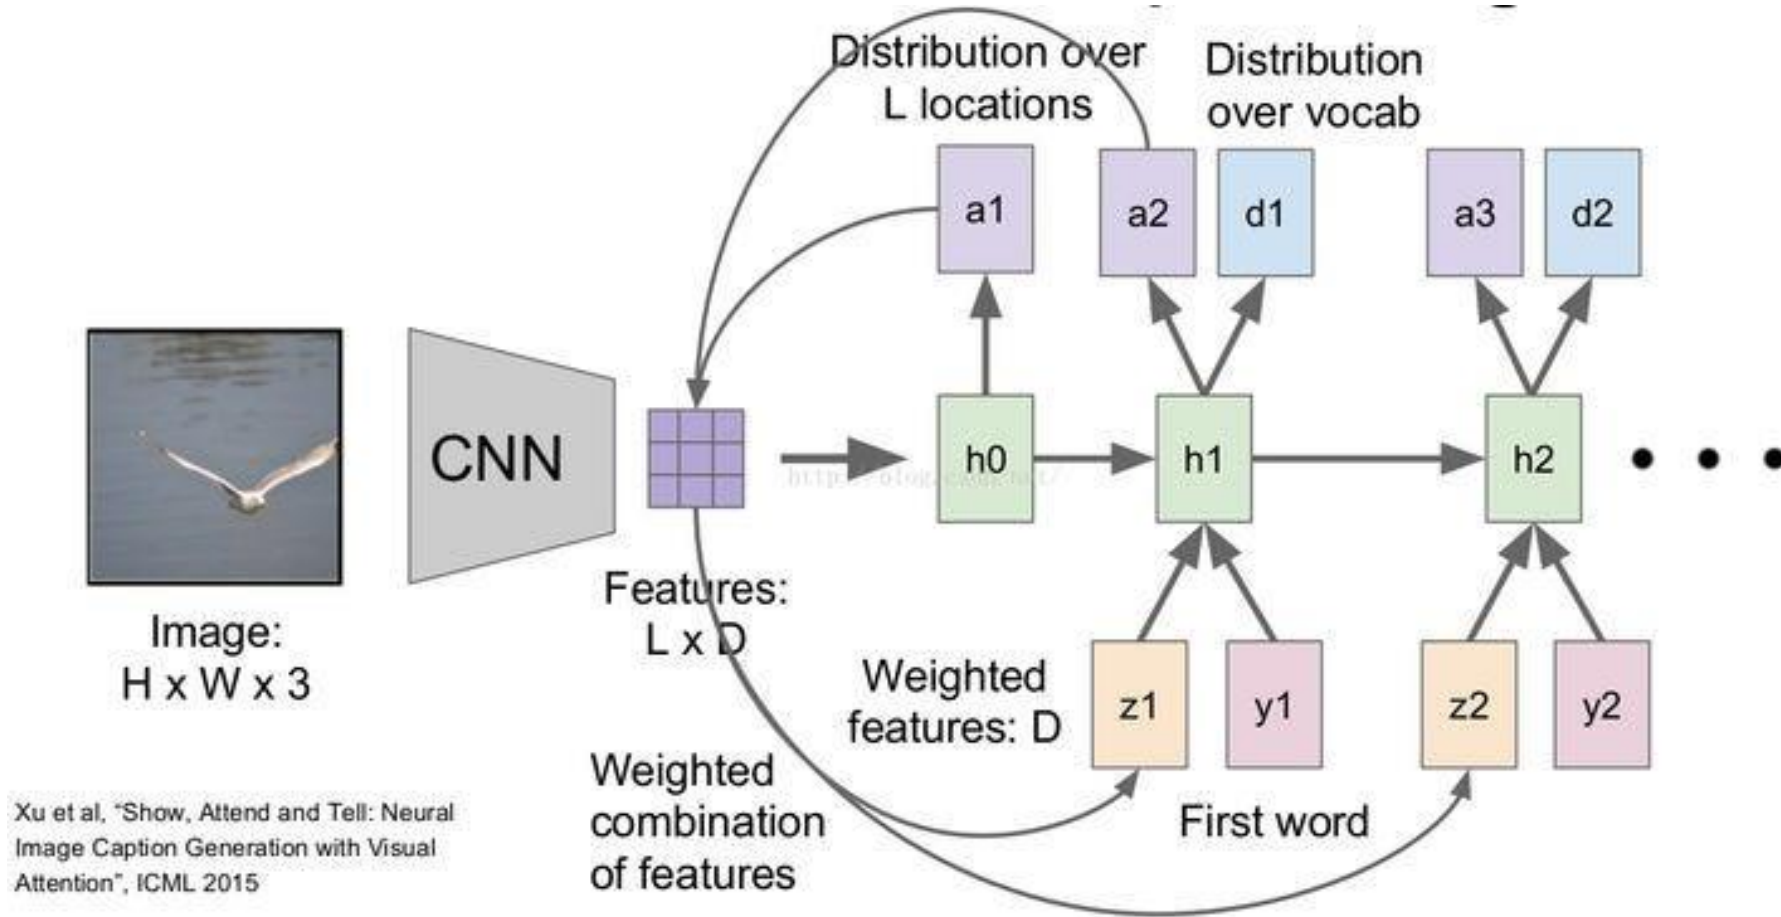 Distribution over
L locations
Distribution
over vocab
a1
a2
d1
a3
d2
CNN
h0
h1
h2
Image:
H x W x 3
Features:
L x D
Weighted
features: D
z1
y1
z2
y2
Weighted
combination
of features
First word
Xu et al, “Show, Attend and Tell: Neural
Image Caption Generation with Visual
Attention”, ICML 2015